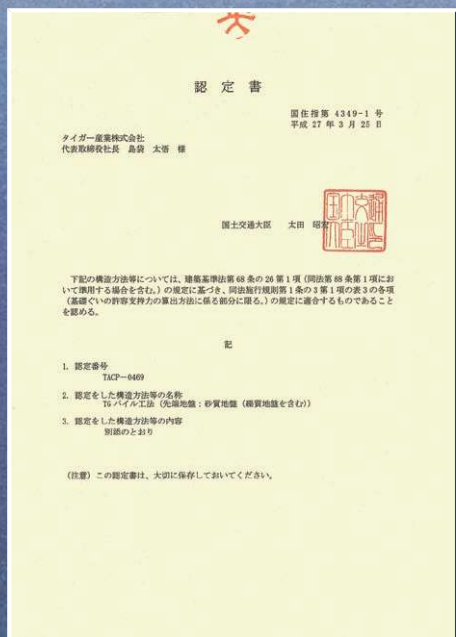 認定書
国住指第 4349-1 号
平成 27 年 3 月 25 日
タイガー産業株式会社
代表取締役社長 島袋 太悟 様
国土交通大臣 太田 昭宏
下記の構造方法等については、建築基準法第68条の26第1項(同法第88条第1項にお
いて準用する場合を含む。)の規定に基づき、同法施行規則第1条の3第1項の表3の各項
(基礎ぐいの許容支持力の算出方法に係る部分に限る。)の規定に適合するものであること
を認める。
記
1. 認定番号
TACP-0469
2. 認定をした構造方法等の名称
TGパイル工法(先端地盤:砂質地盤(礫質地盤を含む))
3. 認定をした構造方法等の内容
別添のとおり
(注意)この認定書は、大切に保存しておいてください。